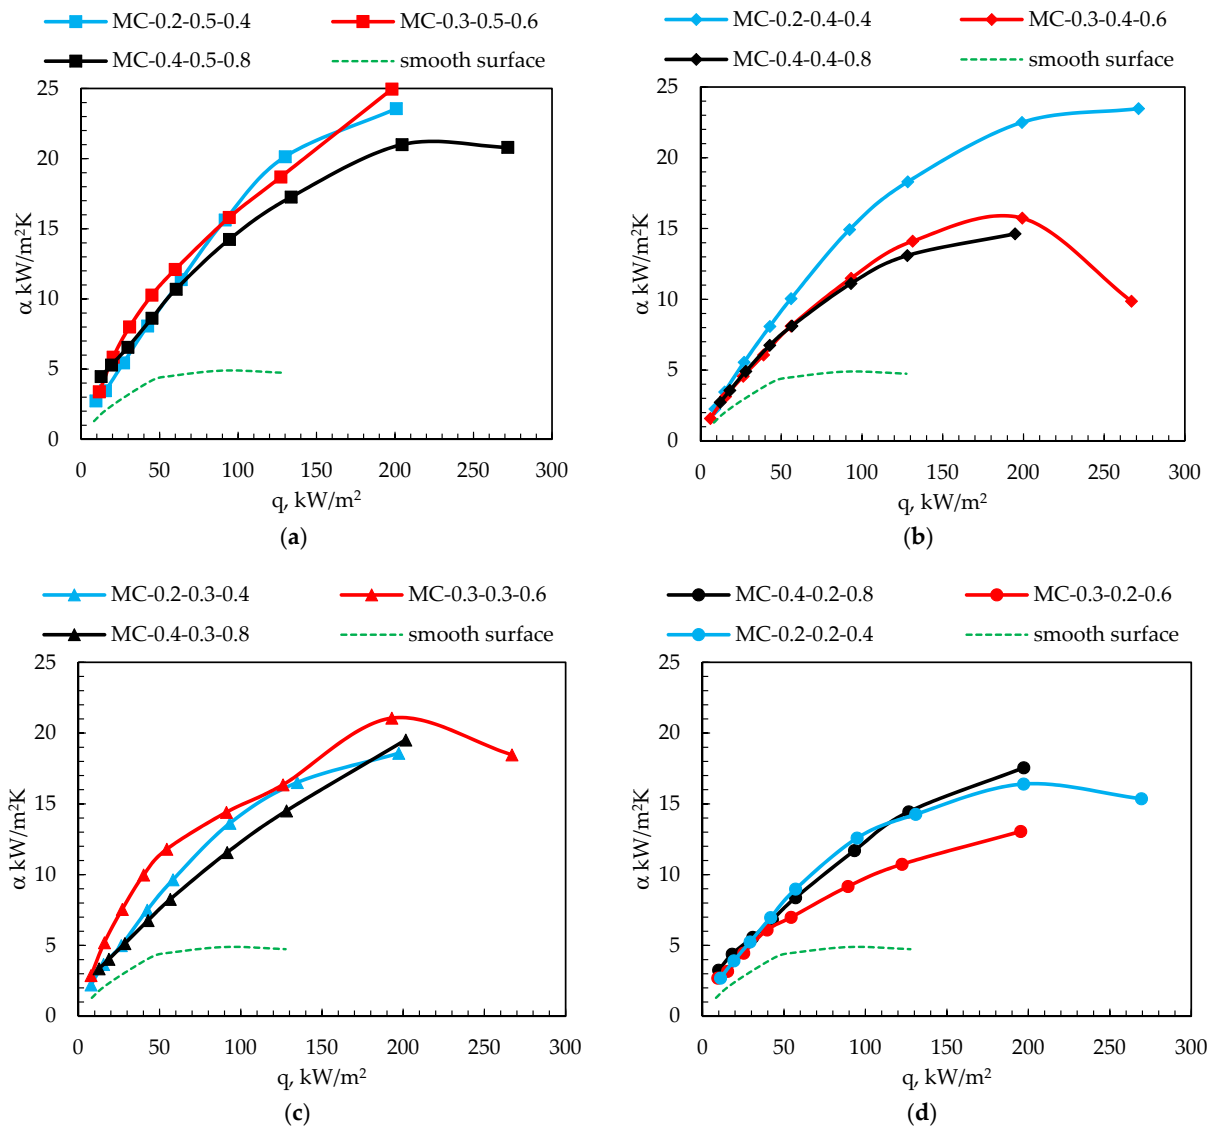 MC-0.2-0.5-0.4 MC-0.3-0.5-0.6
MC-0.4-0.5-0.8 smooth surface
25
20
15
10
5
0
α kW/m²K
0 50 100 150 200 250 300
q, kW/m²
(a)
MC-0.2-0.4-0.4 MC-0.3-0.4-0.6
MC-0.4-0.4-0.8 smooth surface
25
20
15
10
5
0
α kW/m²K
0 50 100 150 200 250 300
q, kW/m²
(b)
MC-0.2-0.3-0.4 MC-0.3-0.3-0.6
MC-0.4-0.3-0.8 smooth surface
25
20
15
10
5
0
α kW/m²K
0 50 100 150 200 250 300
q, kW/m²
(c)
MC-0.4-0.2-0.8 MC-0.3-0.2-0.6
MC-0.2-0.2-0.4 smooth surface
25
20
15
10
5
0
α kW/m²K
0 50 100 150 200 250 300
q, kW/m²
(d)